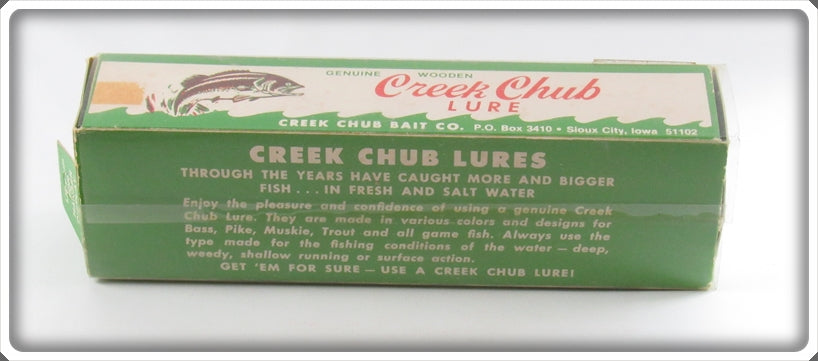 GENUINE WOODEN
Creek Chub
LURE
CREEK CHUB BAIT CO. P.O. Box 3410 • Sioux City, Iowa 51102
CREEK CHUB LURES
THROUGH THE YEARS HAVE CAUGHT MORE AND BIGGER
FISH . . . IN FRESH AND SALT WATER
Enjoy the pleasure and confidence of using a genuine Creek
Chub Lure. They are made in various colors and designs for
Bass, Pike, Muskie, Trout and all game fish. Always use the
type made for the fishing conditions of the water — deep,
weedy, shallow running or surface action.
GET 'EM FOR SURE — USE A CREEK CHUB LURE!